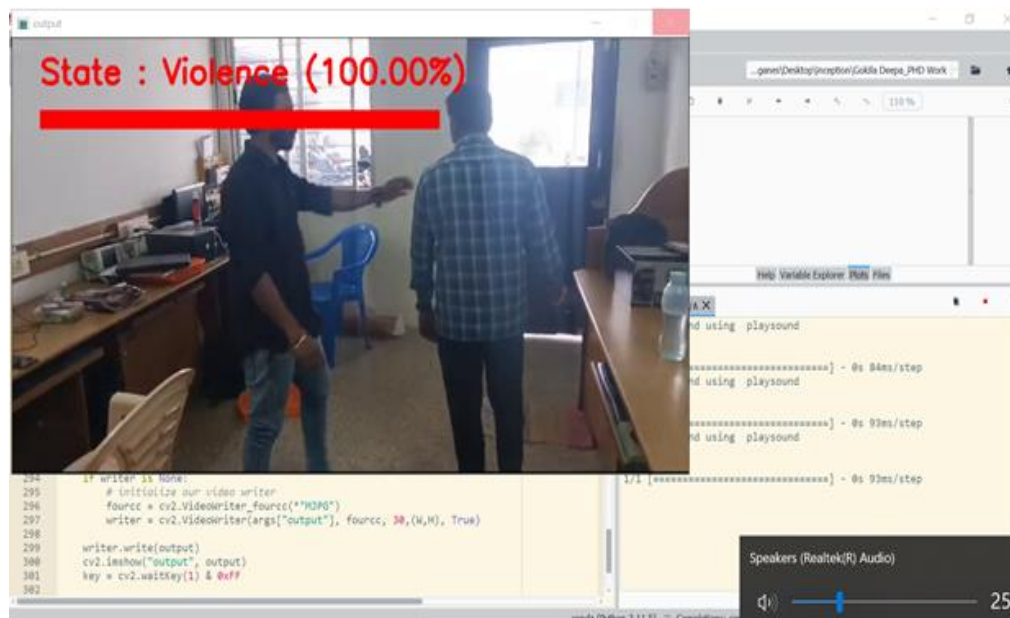 output
State : Violence (100.00%)
...ganes\Desktop\inception\Goklla Deepa_PHD Work
110 %
Help Variable Explorer Plots Files
nd using playsound
=] - 0s 84ms/step
nd using playsound
=] - 0s 93ms/step
nd using playsound
1/1 [==============================] - 0s 93ms/step
294 if writer is None:
295 # initialize our video writer
296 fourcc = cv2.VideoWriter_fourcc(*"MJPG")
297 writer = cv2.VideoWriter(args["output"], fourcc, 30,(W,H), True)
298
299 writer.write(output)
300 cv2.imshow("output", output)
301 key = cv2.waitKey(1) & 0xFF
302
Speakers (Realtek(R) Audio)
25